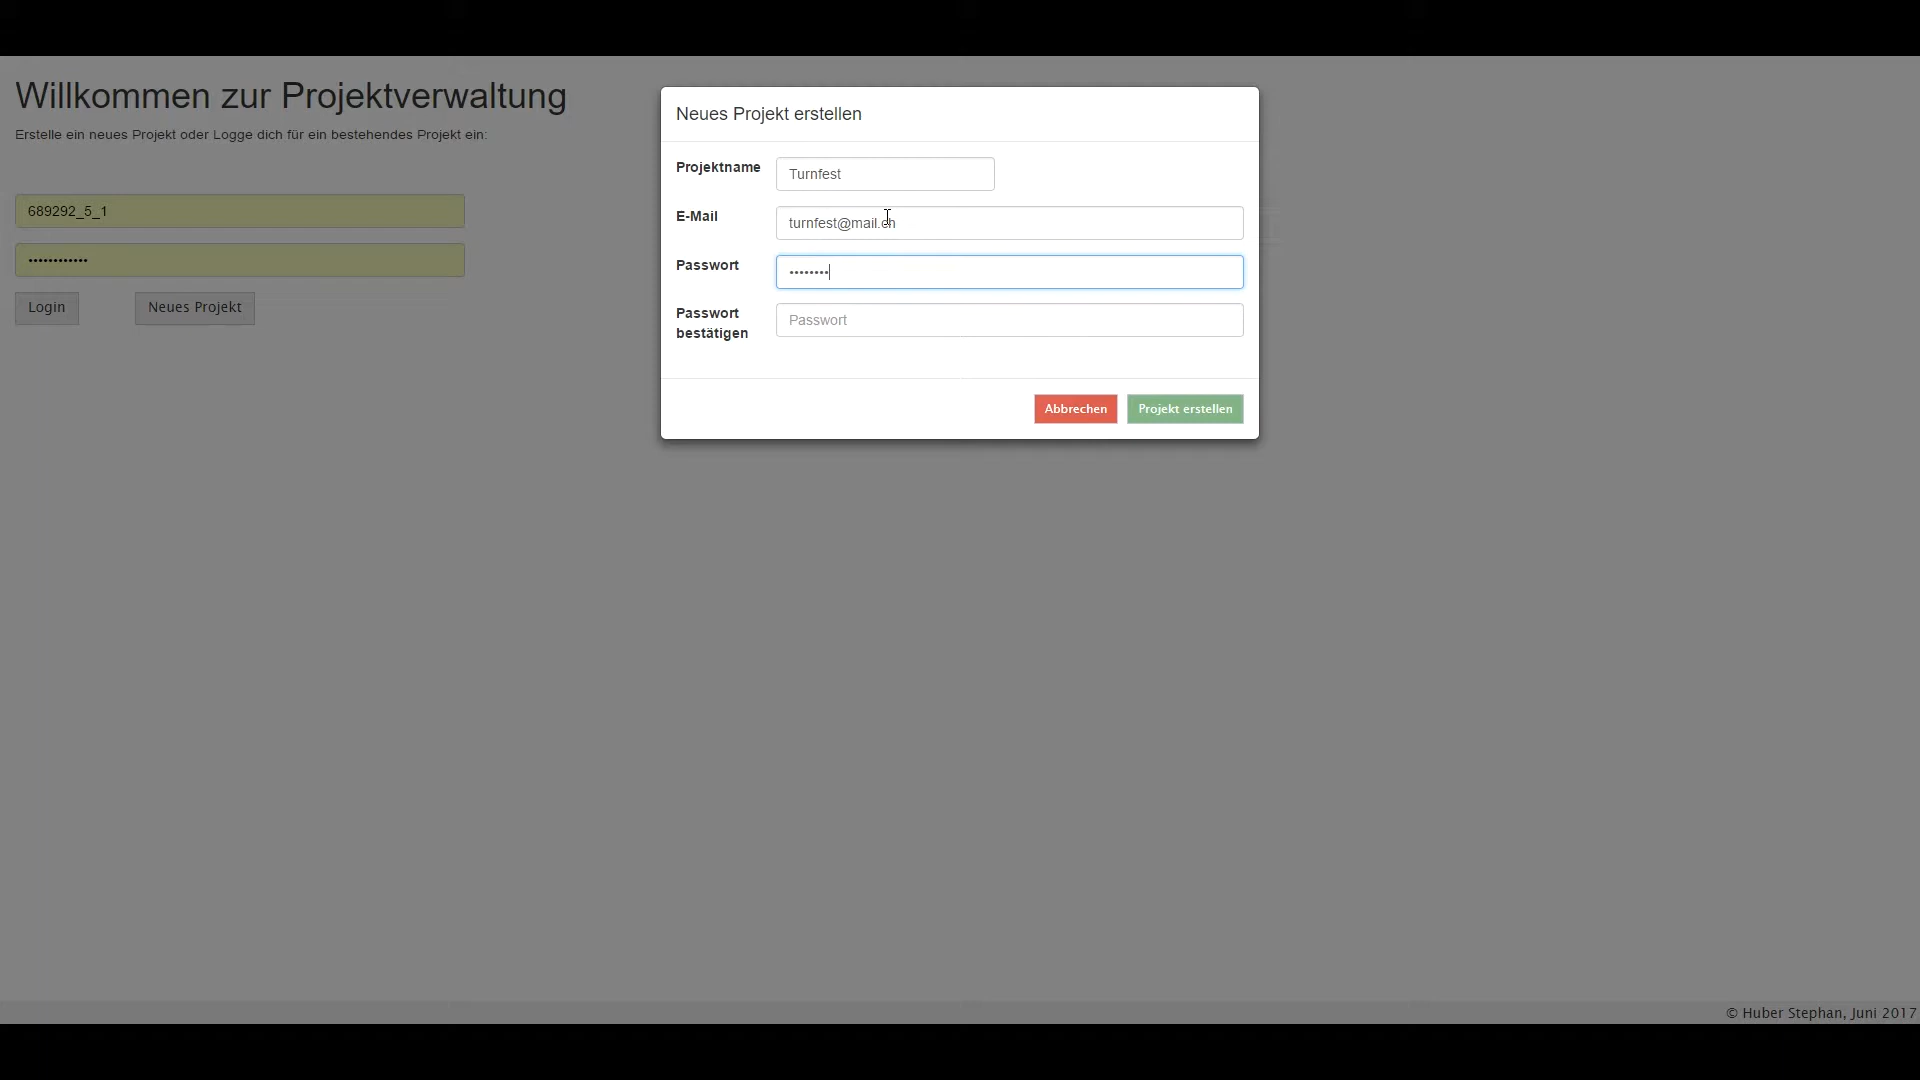 Willkommen zur Projektverwaltung
Erstelle ein neues Projekt oder Logge dich für ein bestehendes Projekt ein:
689292_5_1
••••••••••••
Login
Neues Projekt
Neues Projekt erstellen
Projektname
Turnfest
E-Mail
turnfest@mail.ch
Passwort
••••••••
Passwort
bestätigen
Passwort
Abbrechen
Projekt erstellen
© Huber Stephan, Juni 2017